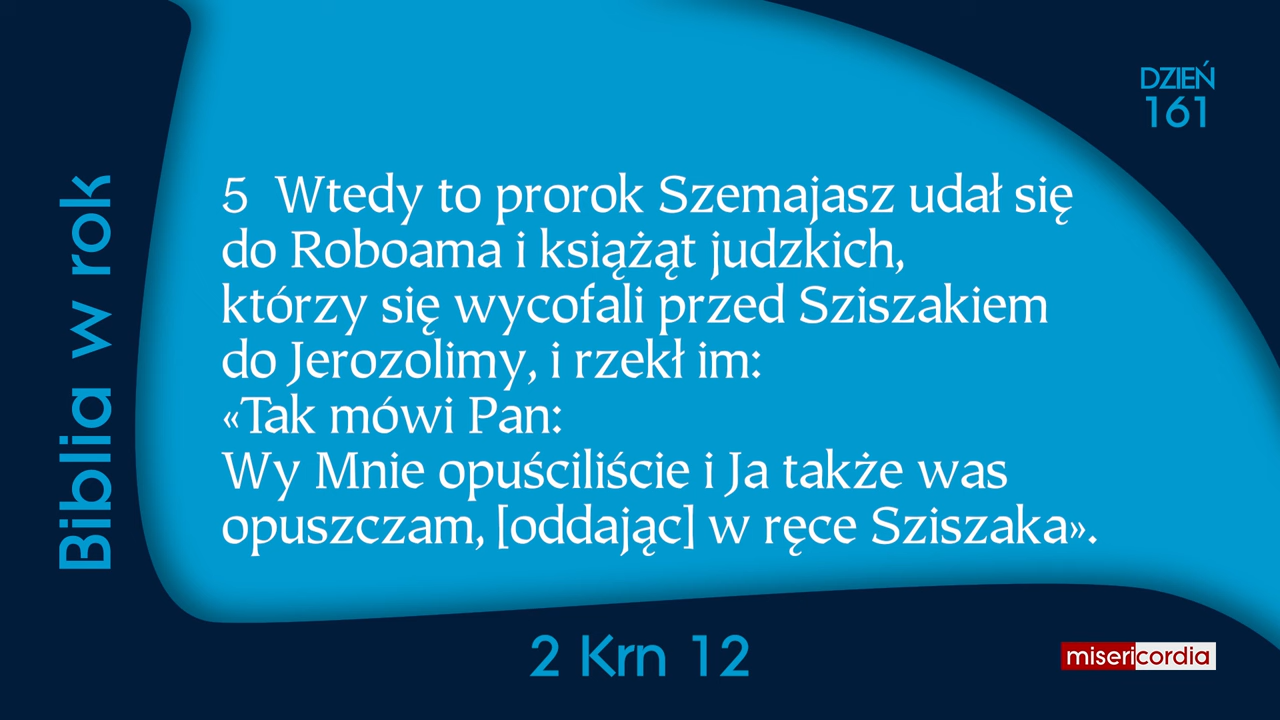 DZIEŃ
161
Biblia w rok
5 Wtedy to prorok Szemajasz udał się
do Roboama i książąt judzkich,
którzy się wycofali przed Sziszakiem
do Jerozolimy, i rzekł im:
«Tak mówi Pan:
Wy Mnie opuściliście i Ja także was
opuszczam, [oddając] w ręce Sziszaka».
2 Krn 12
misericordia